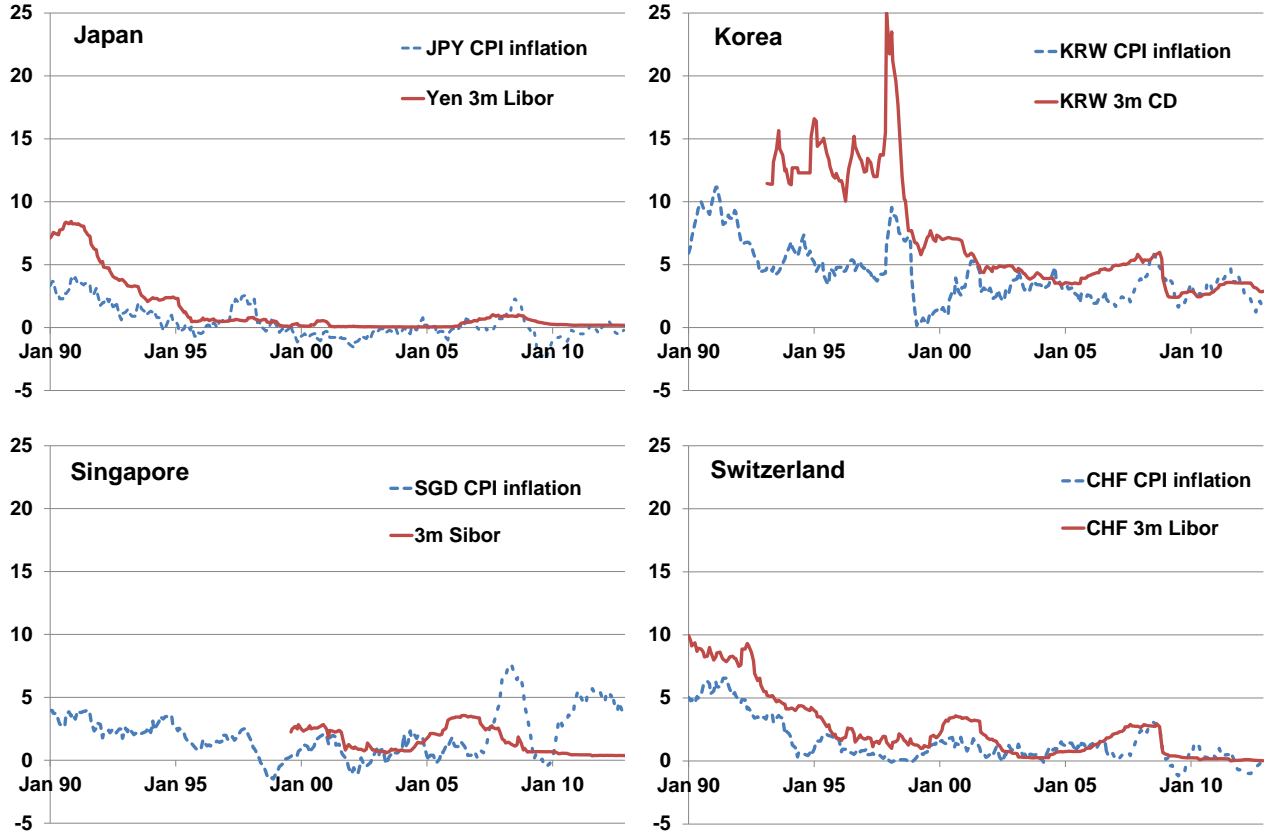 Japan
JPY CPI inflation
Yen 3m Libor
25
20
15
10
5
0
-5
Jan 90 Jan 95 Jan 00 Jan 05 Jan 10
Korea
KRW CPI inflation
KRW 3m CD
25
20
15
10
5
0
-5
Jan 90 Jan 95 Jan 00 Jan 05 Jan 10
Singapore
SGD CPI inflation
3m Sibor
25
20
15
10
5
0
-5
Jan 90 Jan 95 Jan 00 Jan 05 Jan 10
Switzerland
CHF CPI inflation
CHF 3m Libor
25
20
15
10
5
0
-5
Jan 90 Jan 95 Jan 00 Jan 05 Jan 10